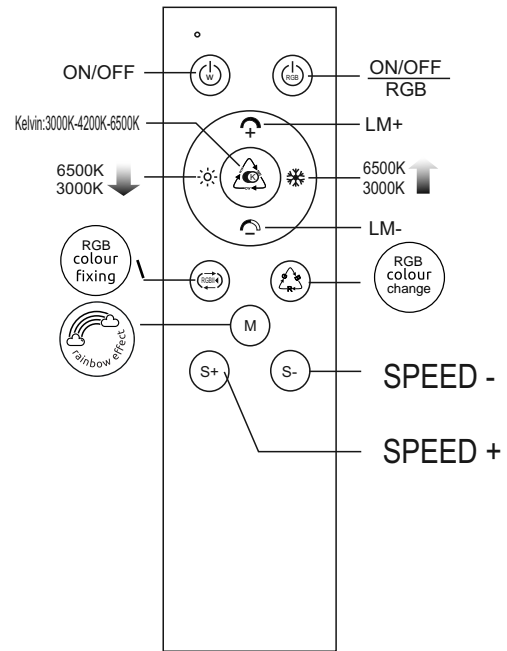 ON/OFF
W
RGB
ON/OFF
RGB
Kelvin:3000K-4200K-6500K
LM+
K
6500K
3000K
6500K
3000K
LM-
RGB
colour
fixing
RGB
colour
change
R
rainbow effect
M
S+
S-
SPEED -
SPEED +